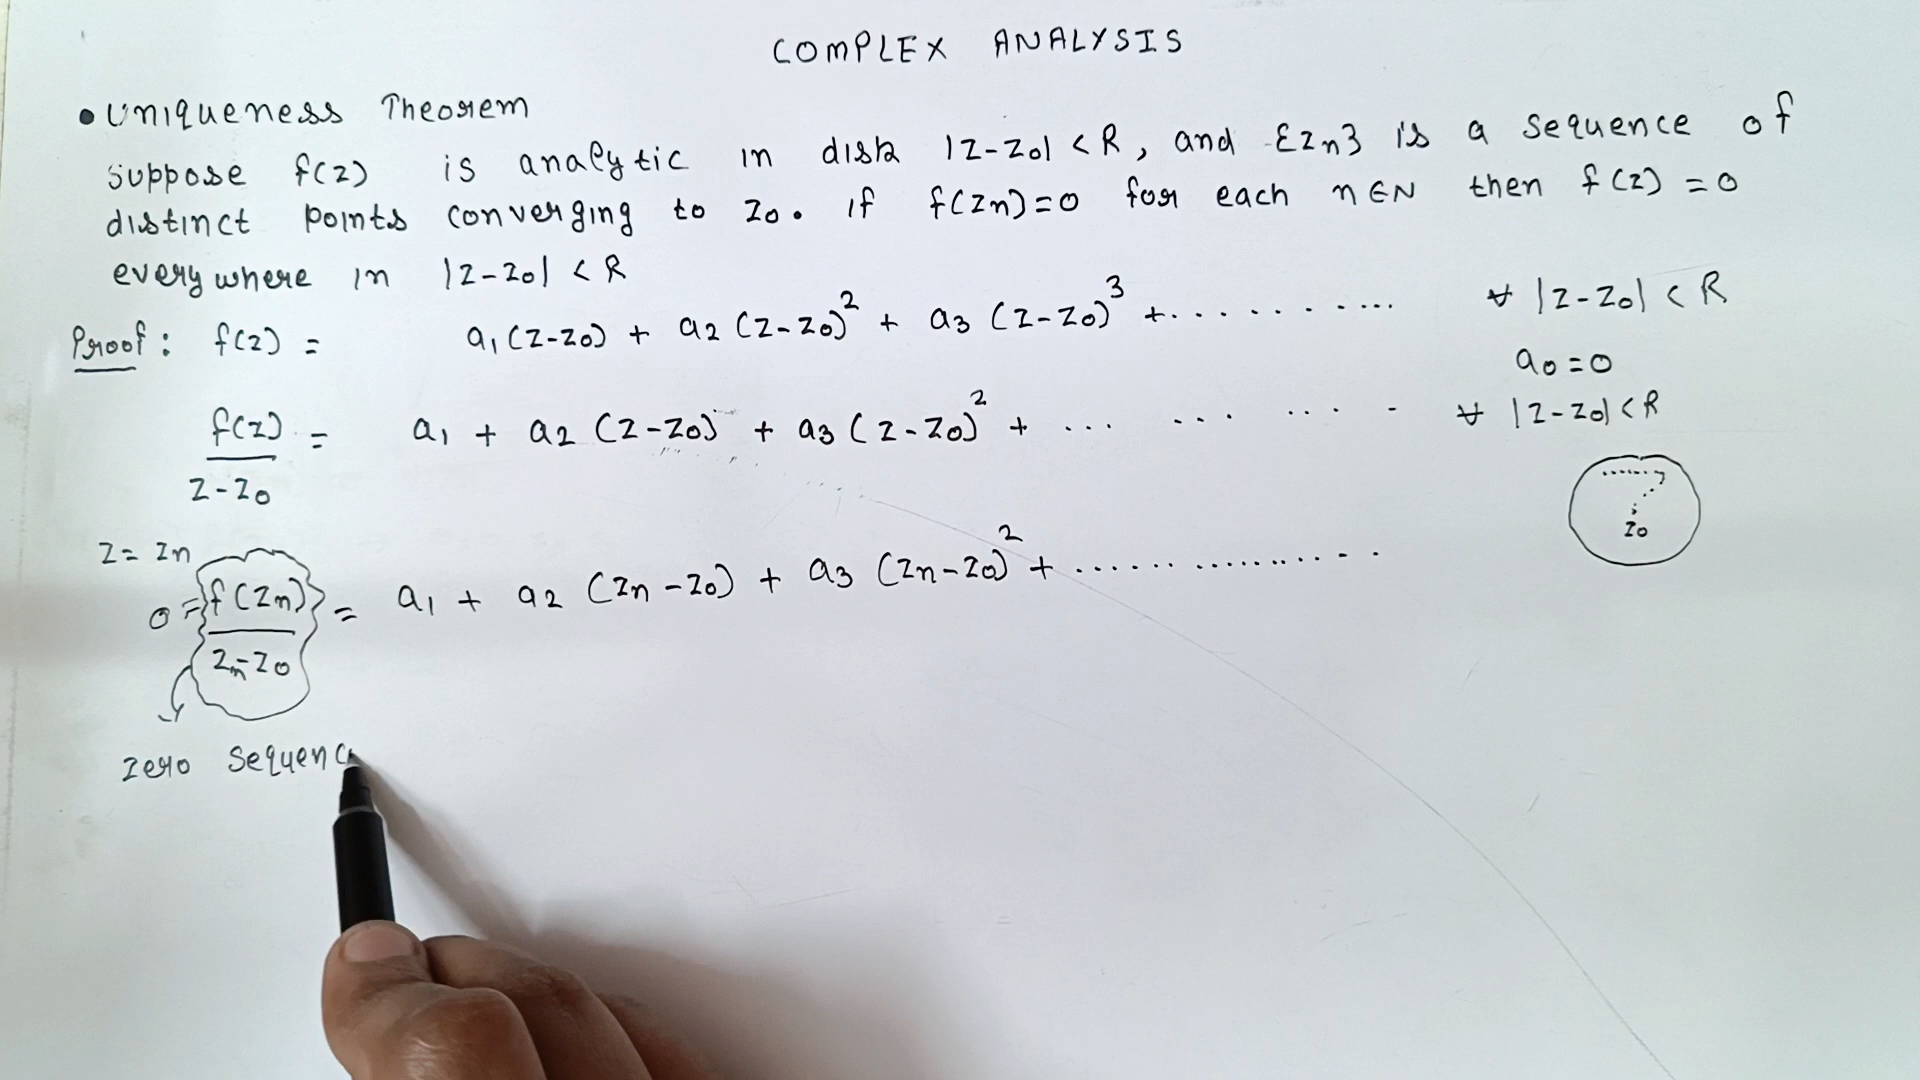 COMPLEX ANALYSIS
• Uniqueness Theorem
suppose f(z) is analytic in disk |z-z₀| < R, and {zn} is a sequence of
distinct points converging to z₀. if f(zn)=0 for each n∈N then f(z) = 0
everywhere in |z-z₀| < R
Proof: f(z) = a₁(z-z₀) + a₂(z-z₀)² + a₃(z-z₀)³ +.......... ∀ |z-z₀| < R
a₀=0
f(z)/z-z₀ = a₁ + a₂(z-z₀) + a₃(z-z₀)² + ... ... ... - ∀ |z-z₀|<R
z₀
z= zn
0 = f(zn)/zn-z₀ = a₁ + a₂(zn-z₀) + a₃(zn-z₀)² + ................
zero sequenc